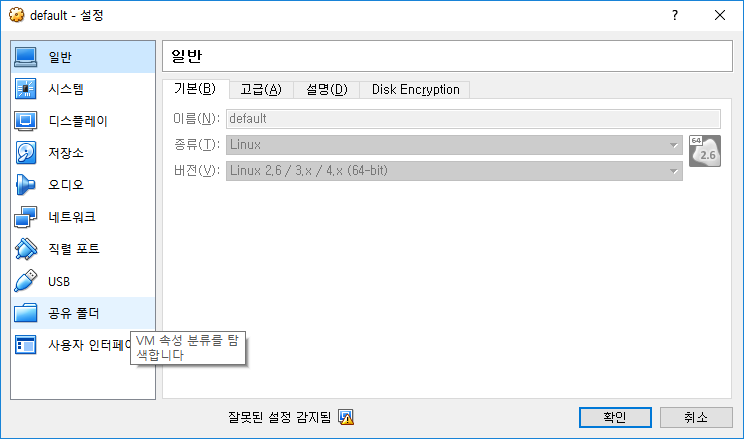 default - 설정
일반
시스템
디스플레이
저장소
오디오
네트워크
직렬 포트
USB
공유 폴더
사용자 인터페이
VM 속성 분류를 탐
색합니다
일반
기본(B) 고급(A) 설명(D) Disk Encryption
이름(N): default
종류(T): Linux
64
2.6
버전(V): Linux 2.6 / 3.x / 4.x (64-bit)
잘못된 설정 감지됨
확인 취소